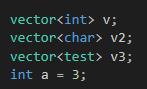 vector<int> v;
vector<char> v2;
vector<test> v3;
int a = 3;